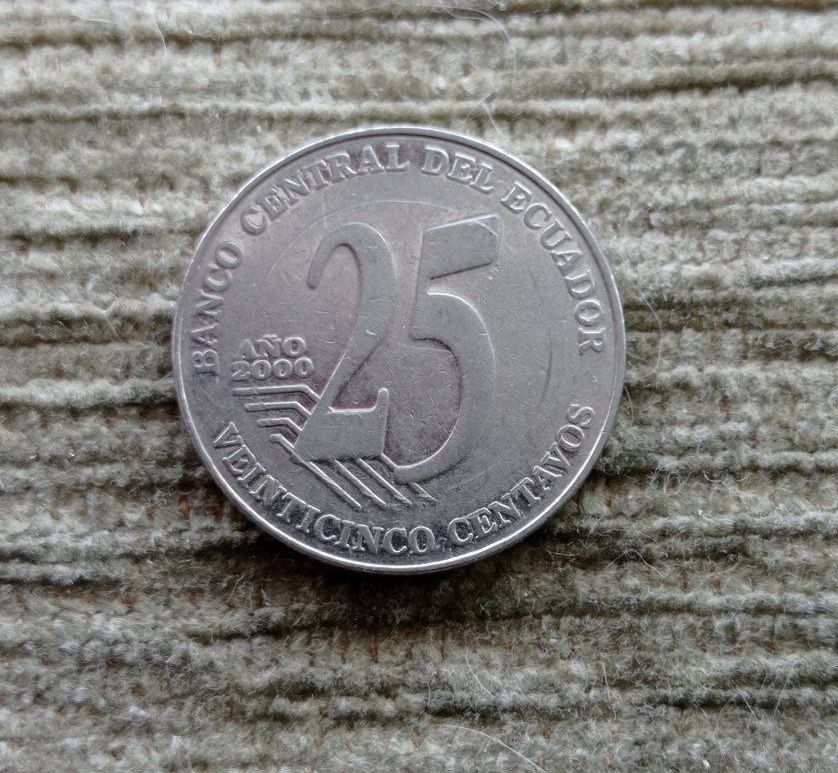 BANCO CENTRAL DEL ECUADOR
25
AÑO
2000
VEINTICINCO CENTAVOS